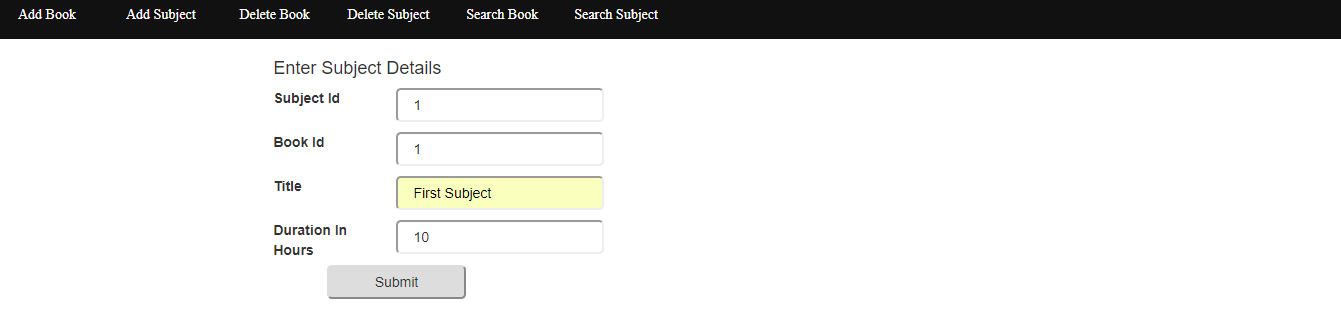 Add Book Add Subject Delete Book Delete Subject Search Book Search Subject
Enter Subject Details
Subject Id 1
Book Id 1
Title First Subject
Duration In Hours 10
Submit